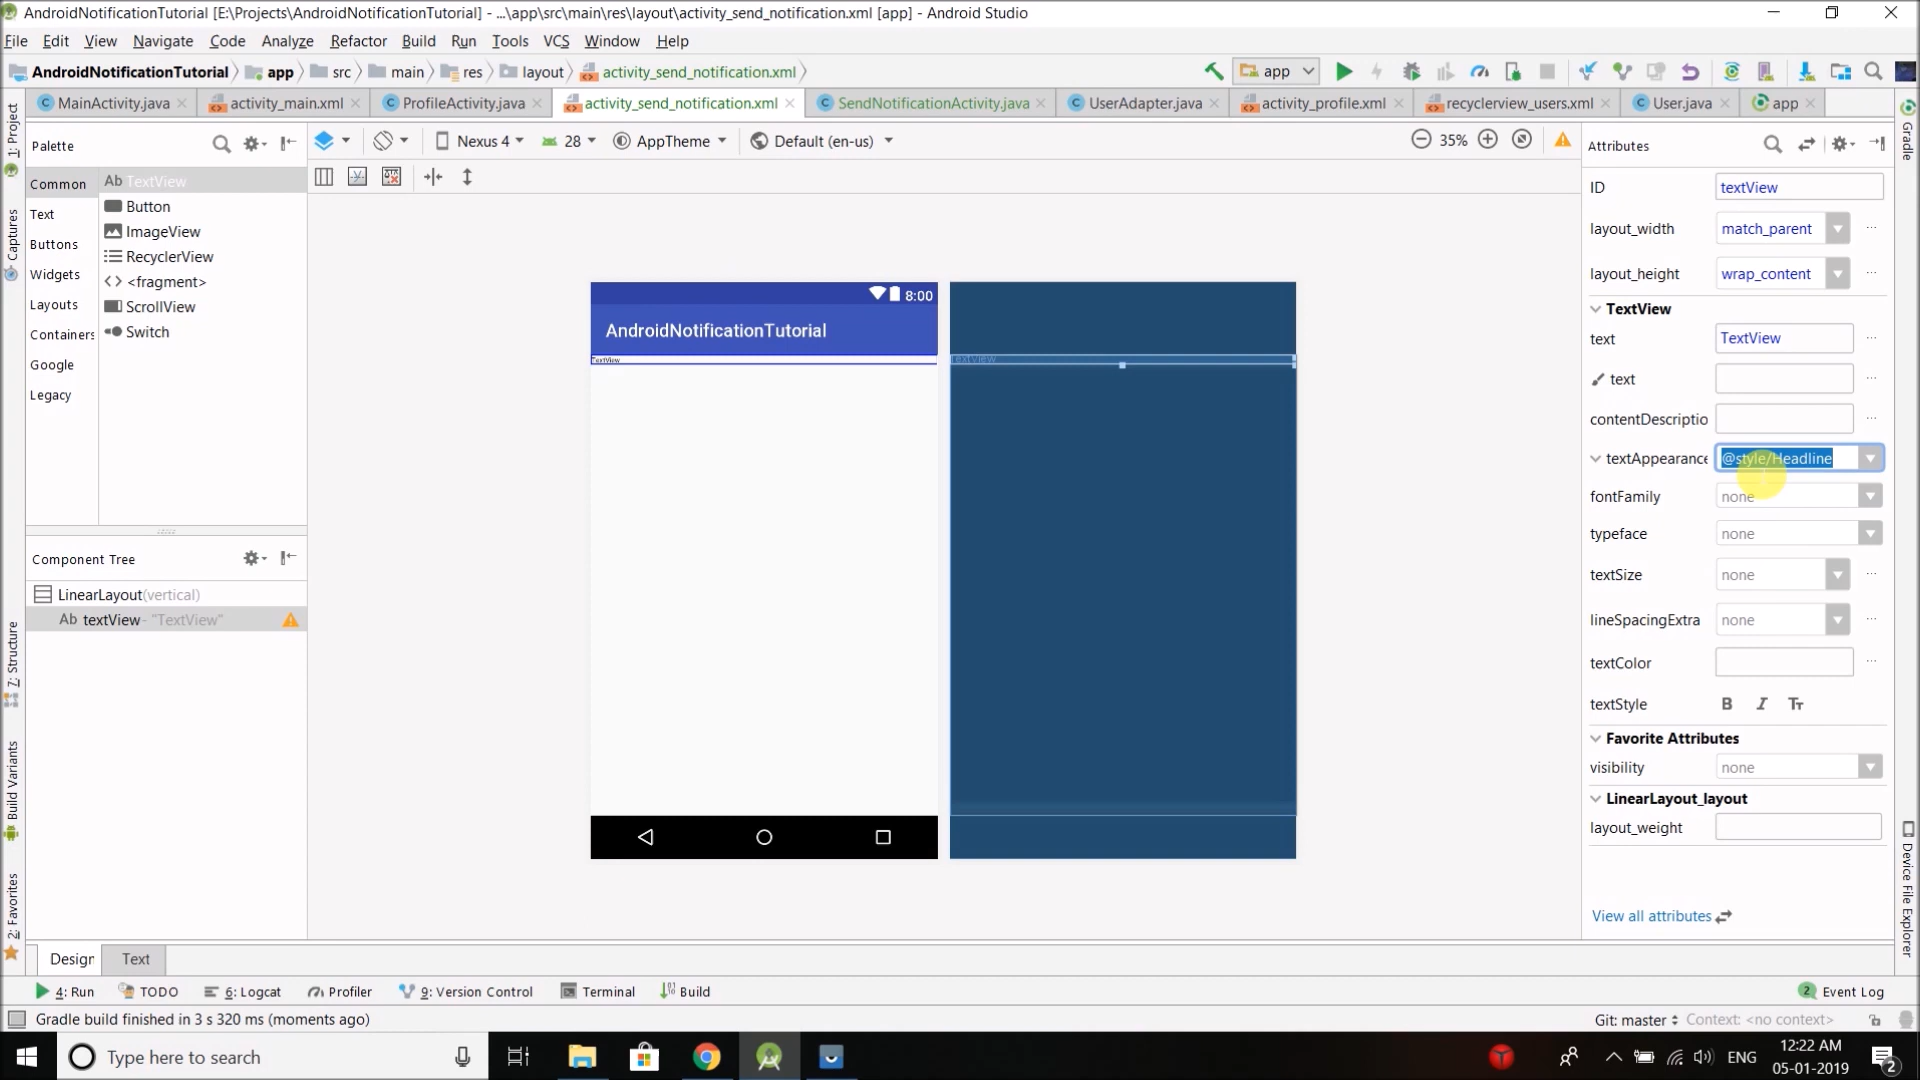 AndroidNotificationTutorial [E:\Projects\AndroidNotificationTutorial] - ...\app\src\main\res\layout\activity_send_notification.xml [app] - Android Studio
File Edit View Navigate Code Analyze Refactor Build Run Tools VCS Window Help
AndroidNotificationTutorial app src main res layout activity_send_notification.xml app
MainActivity.java activity_main.xml ProfileActivity.java activity_send_notification.xml SendNotificationActivity.java UserAdapter.java activity_profile.xml recyclerview_users.xml User.java app
1: Project
Captures
7: Structure
Build Variants
2: Favorites
Palette
Common
Text
Buttons
Widgets
Layouts
Containers
Google
Legacy
Ab TextView
Button
ImageView
RecyclerView
<fragment>
ScrollView
Switch
Component Tree
LinearLayout(vertical)
Ab textView - "TextView"
Nexus 4 28 AppTheme Default (en-us) 35%
8:00
AndroidNotificationTutorial
TextView
TextView
Attributes
ID textView
layout_width match_parent ...
layout_height wrap_content ...
TextView
text TextView ...
text ...
contentDescriptio ...
textAppearance @style/Headline
fontFamily none
typeface none
textSize none ...
lineSpacingExtra none ...
textColor ...
textStyle B I Tт
Favorite Attributes
visibility none
LinearLayout_layout
layout_weight
View all attributes
Gradle
Device File Explorer
Design Text
4: Run TODO 6: Logcat Profiler 9: Version Control Terminal Build 2 Event Log
Gradle build finished in 3 s 320 ms (moments ago) Git: master Context: <no context>
Type here to search
ENG
12:22 AM
05-01-2019
2